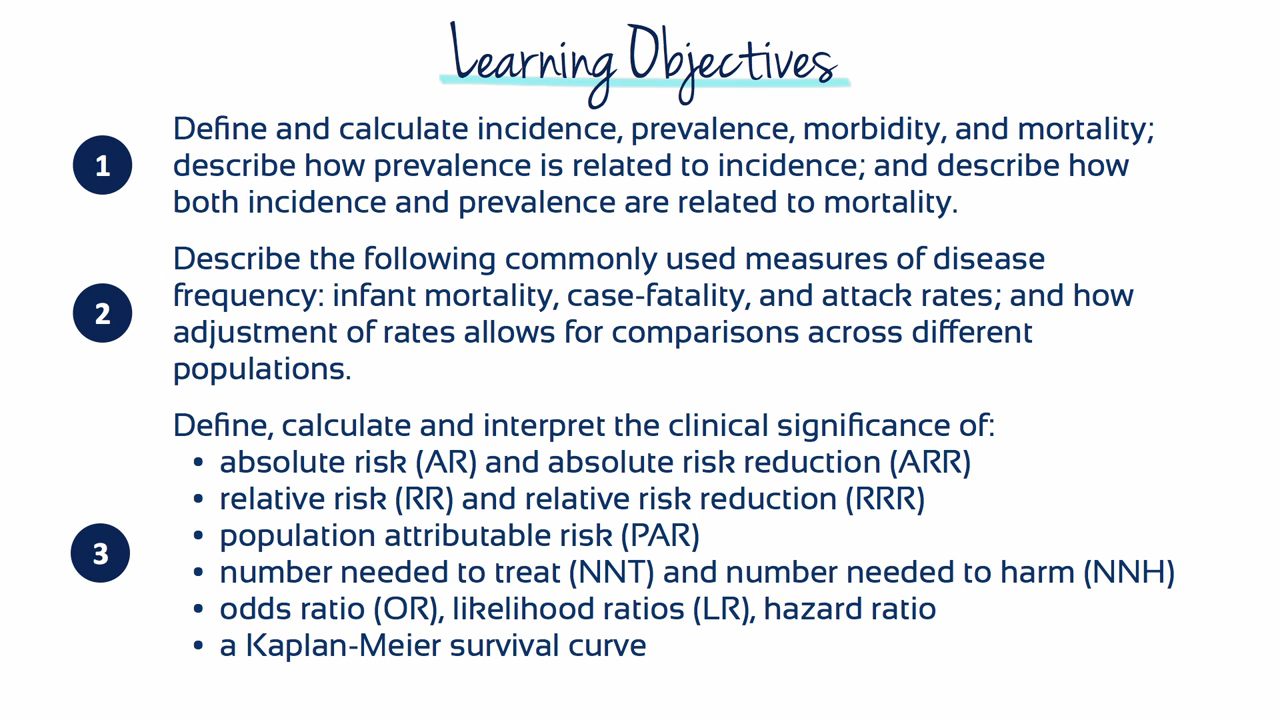 Learning Objectives
1
Define and calculate incidence, prevalence, morbidity, and mortality;
describe how prevalence is related to incidence; and describe how
both incidence and prevalence are related to mortality.
2
Describe the following commonly used measures of disease
frequency: infant mortality, case-fatality, and attack rates; and how
adjustment of rates allows for comparisons across different
populations.
3
Define, calculate and interpret the clinical significance of:
• absolute risk (AR) and absolute risk reduction (ARR)
• relative risk (RR) and relative risk reduction (RRR)
• population attributable risk (PAR)
• number needed to treat (NNT) and number needed to harm (NNH)
• odds ratio (OR), likelihood ratios (LR), hazard ratio
• a Kaplan-Meier survival curve